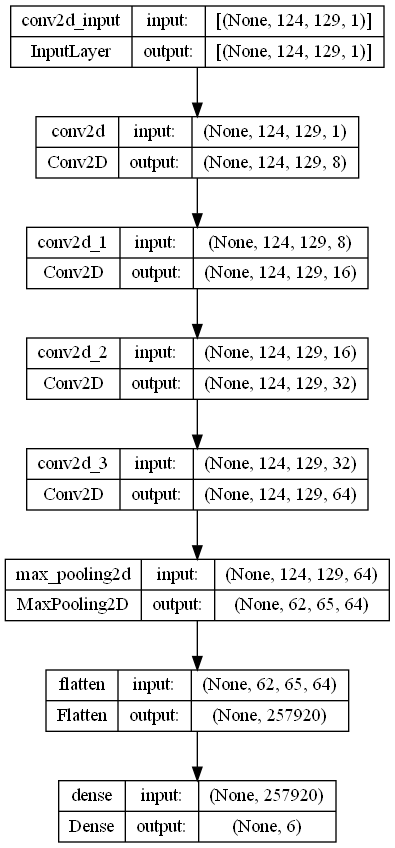 conv2d_input input: [(None, 124, 129, 1)]
InputLayer output: [(None, 124, 129, 1)]
conv2d input: (None, 124, 129, 1)
Conv2D output: (None, 124, 129, 8)
conv2d_1 input: (None, 124, 129, 8)
Conv2D output: (None, 124, 129, 16)
conv2d_2 input: (None, 124, 129, 16)
Conv2D output: (None, 124, 129, 32)
conv2d_3 input: (None, 124, 129, 32)
Conv2D output: (None, 124, 129, 64)
max_pooling2d input: (None, 124, 129, 64)
MaxPooling2D output: (None, 62, 65, 64)
flatten input: (None, 62, 65, 64)
Flatten output: (None, 257920)
dense input: (None, 257920)
Dense output: (None, 6)